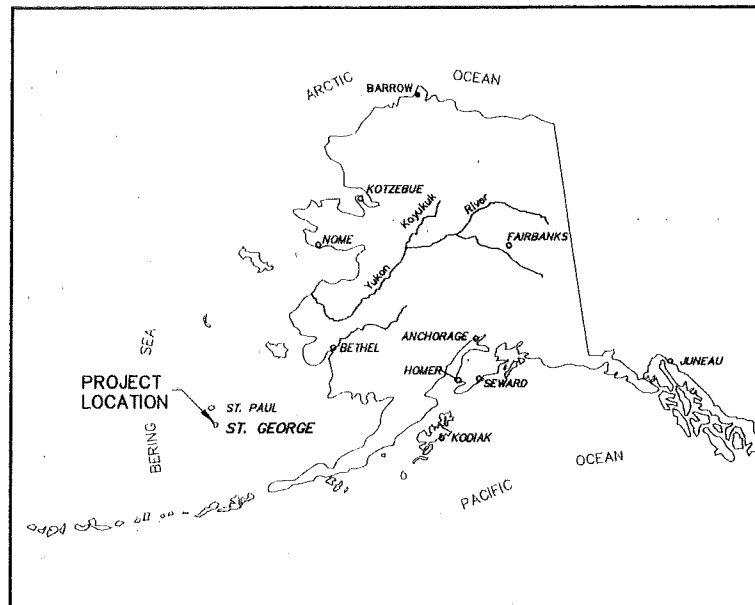 ARCTIC OCEAN
BARROW
KOTZEBUE
Koyukuk
River
NOME
FAIRBANKS
Yukon
ANCHORAGE
BETHEL
JUNEAU
HOMER
SEWARD
PROJECT
LOCATION
ST. PAUL
ST. GEORGE
BERING SEA
KODIAK
PACIFIC OCEAN